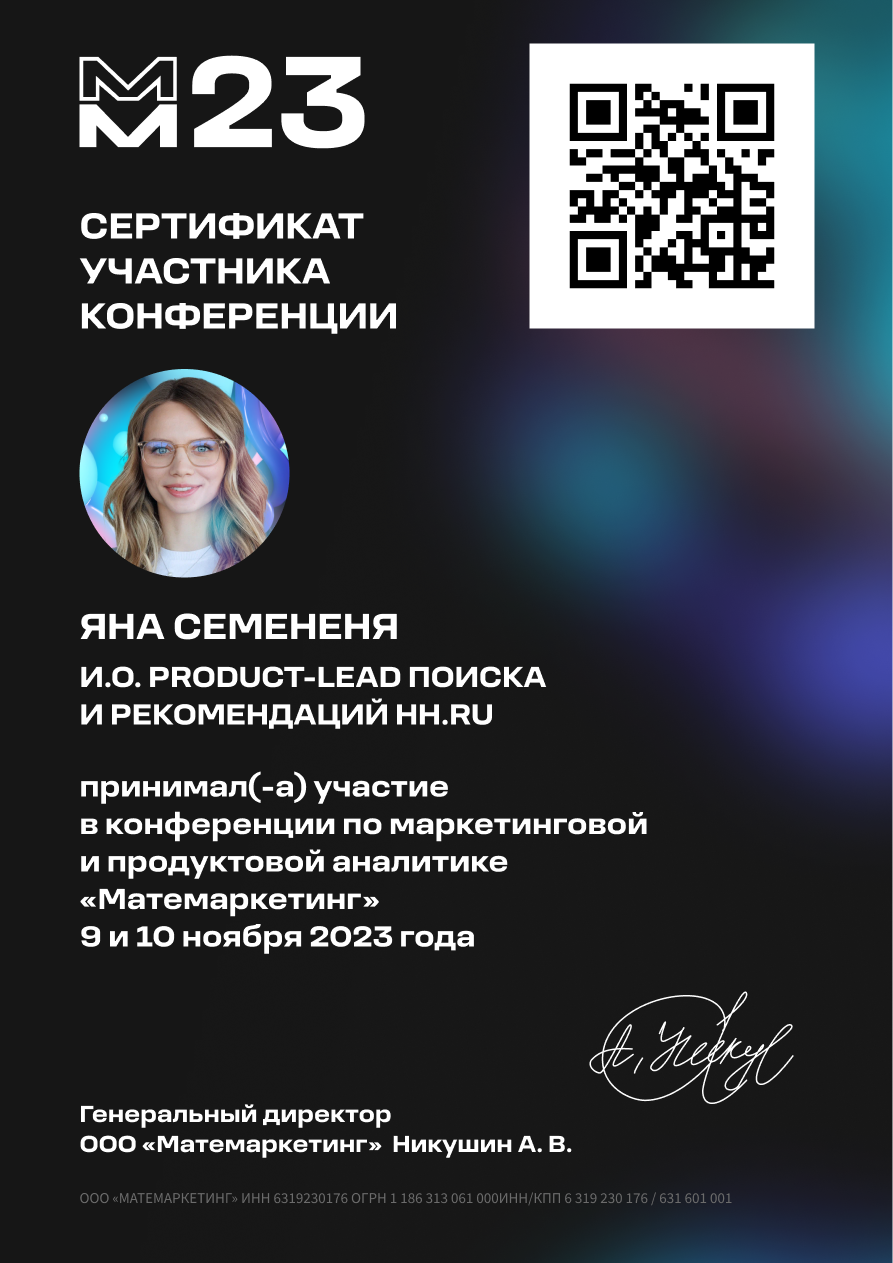 ММ23
СЕРТИФИКАТ
УЧАСТНИКА
КОНФЕРЕНЦИИ
ЯНА СЕМЕНЕНЯ
И.О. PRODUCT-LEAD ПОИСКА
И РЕКОМЕНДАЦИЙ HH.RU
принимал(-а) участие
в конференции по маркетинговой
и продуктовой аналитике
«Матемаркетинг»
9 и 10 ноября 2023 года
Генеральный директор
ООО «Матемаркетинг» Никушин А. В.
ООО «МАТЕМАРКЕТИНГ» ИНН 6319230176 ОГРН 1 186 313 061 000ИНН/КПП 6 319 230 176 / 631 601 001